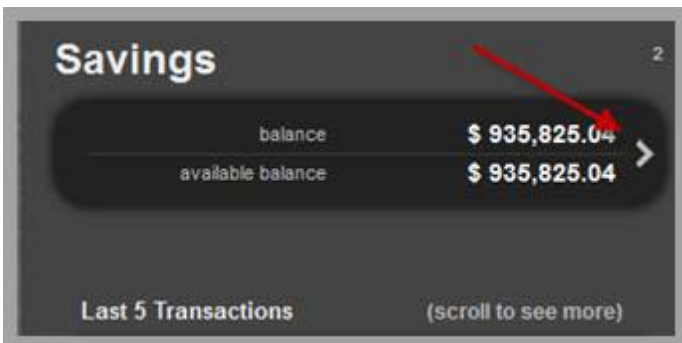 Savings 2
balance $ 935,825.04
available balance $ 935,825.04
Last 5 Transactions (scroll to see more)